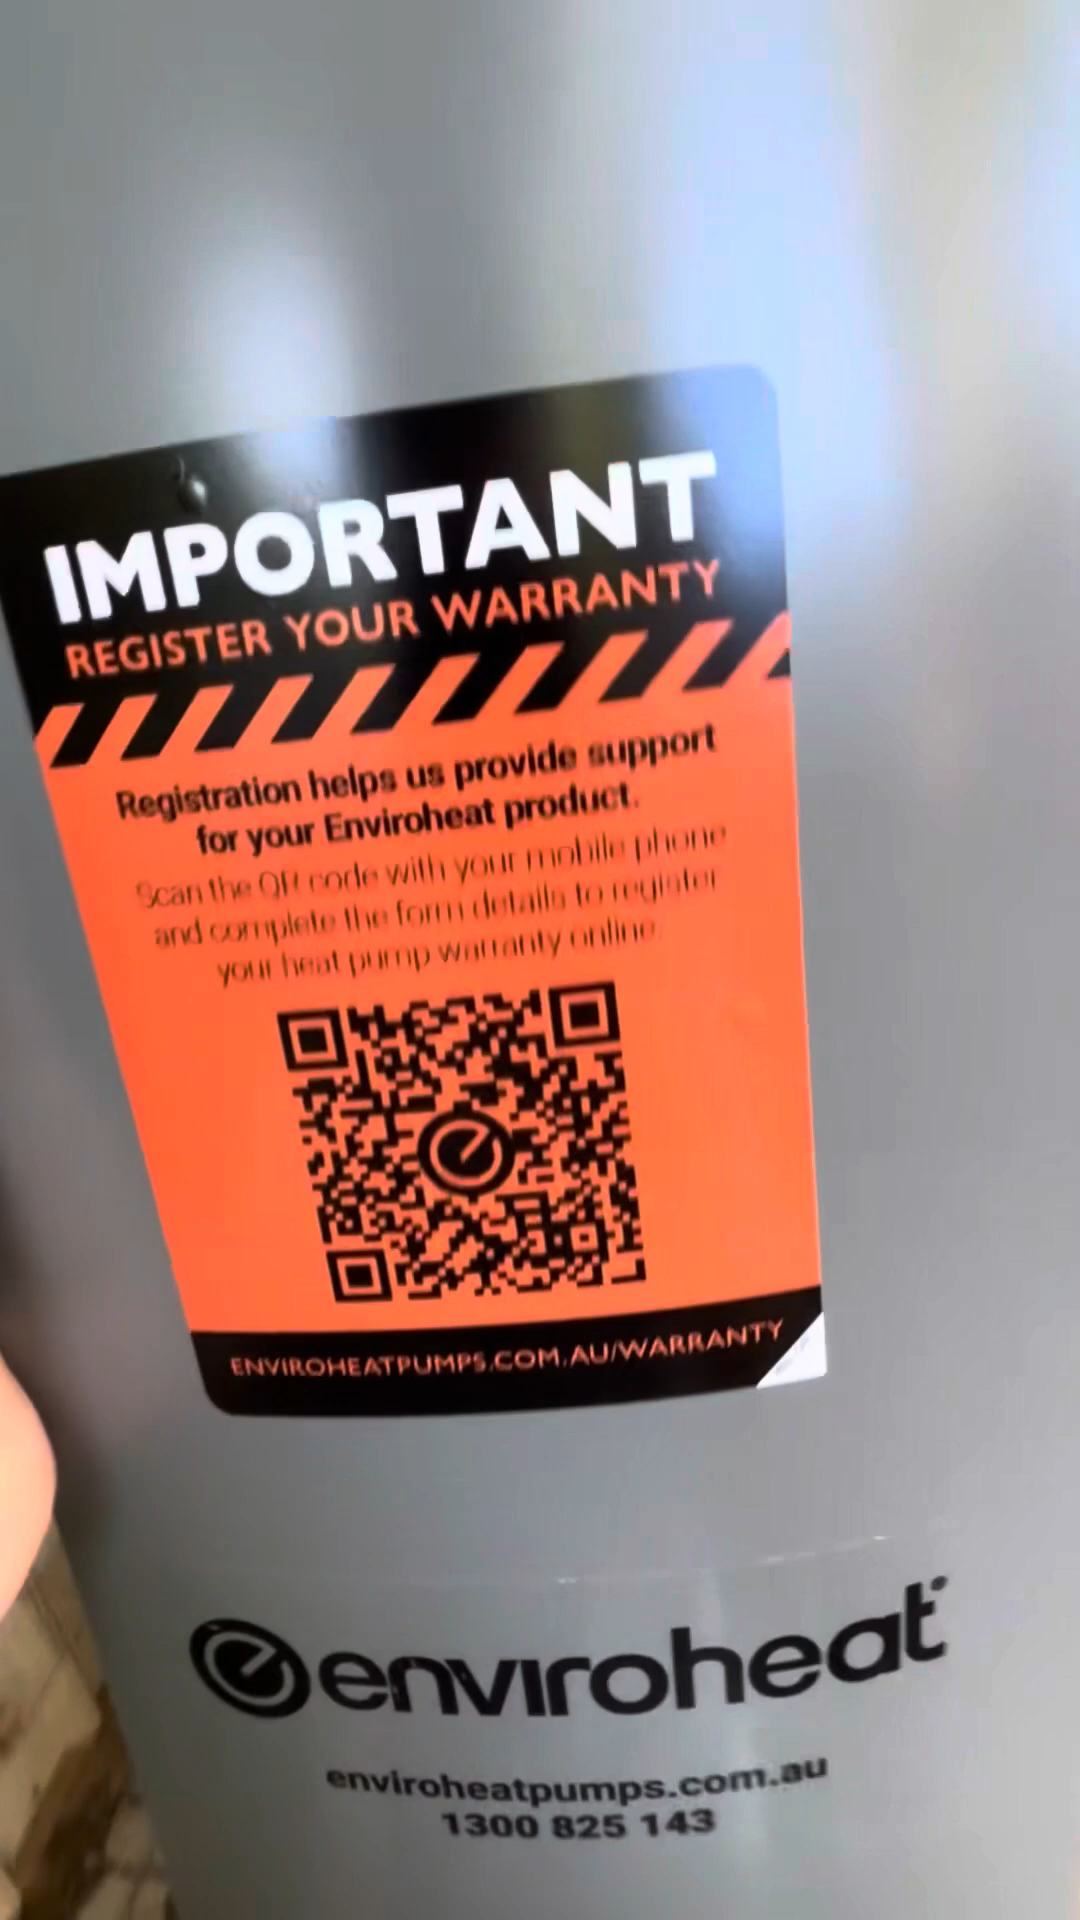 IMPORTANT
REGISTER YOUR WARRANTY
Registration helps us provide support
for your Enviroheat product.
Scan the QR code with your mobile phone
and complete the form details to register
your heat pump warranty online.
ENVIROHEATPUMPS.COM.AU/WARRANTY
enviroheat
enviroheatpumps.com.au
1300 825 143